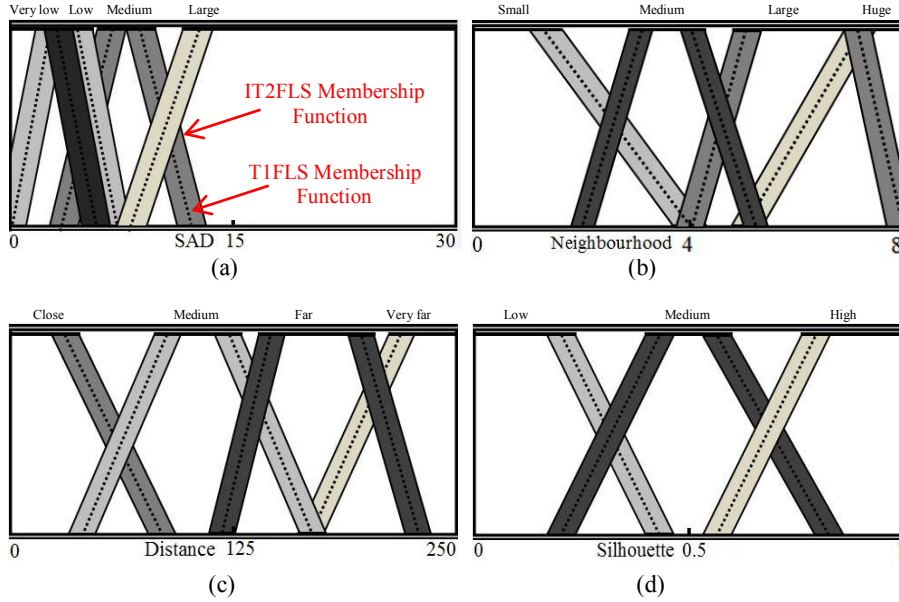 Very low Low Medium Large
IT2FLS Membership
Function
T1FLS Membership
Function
0 SAD 15 30
(a)
Small Medium Large Huge
0 Neighbourhood 4 8
(b)
Close Medium Far Very far
0 Distance 125 250
(c)
Low Medium High
0 Silhouette 0.5
(d)